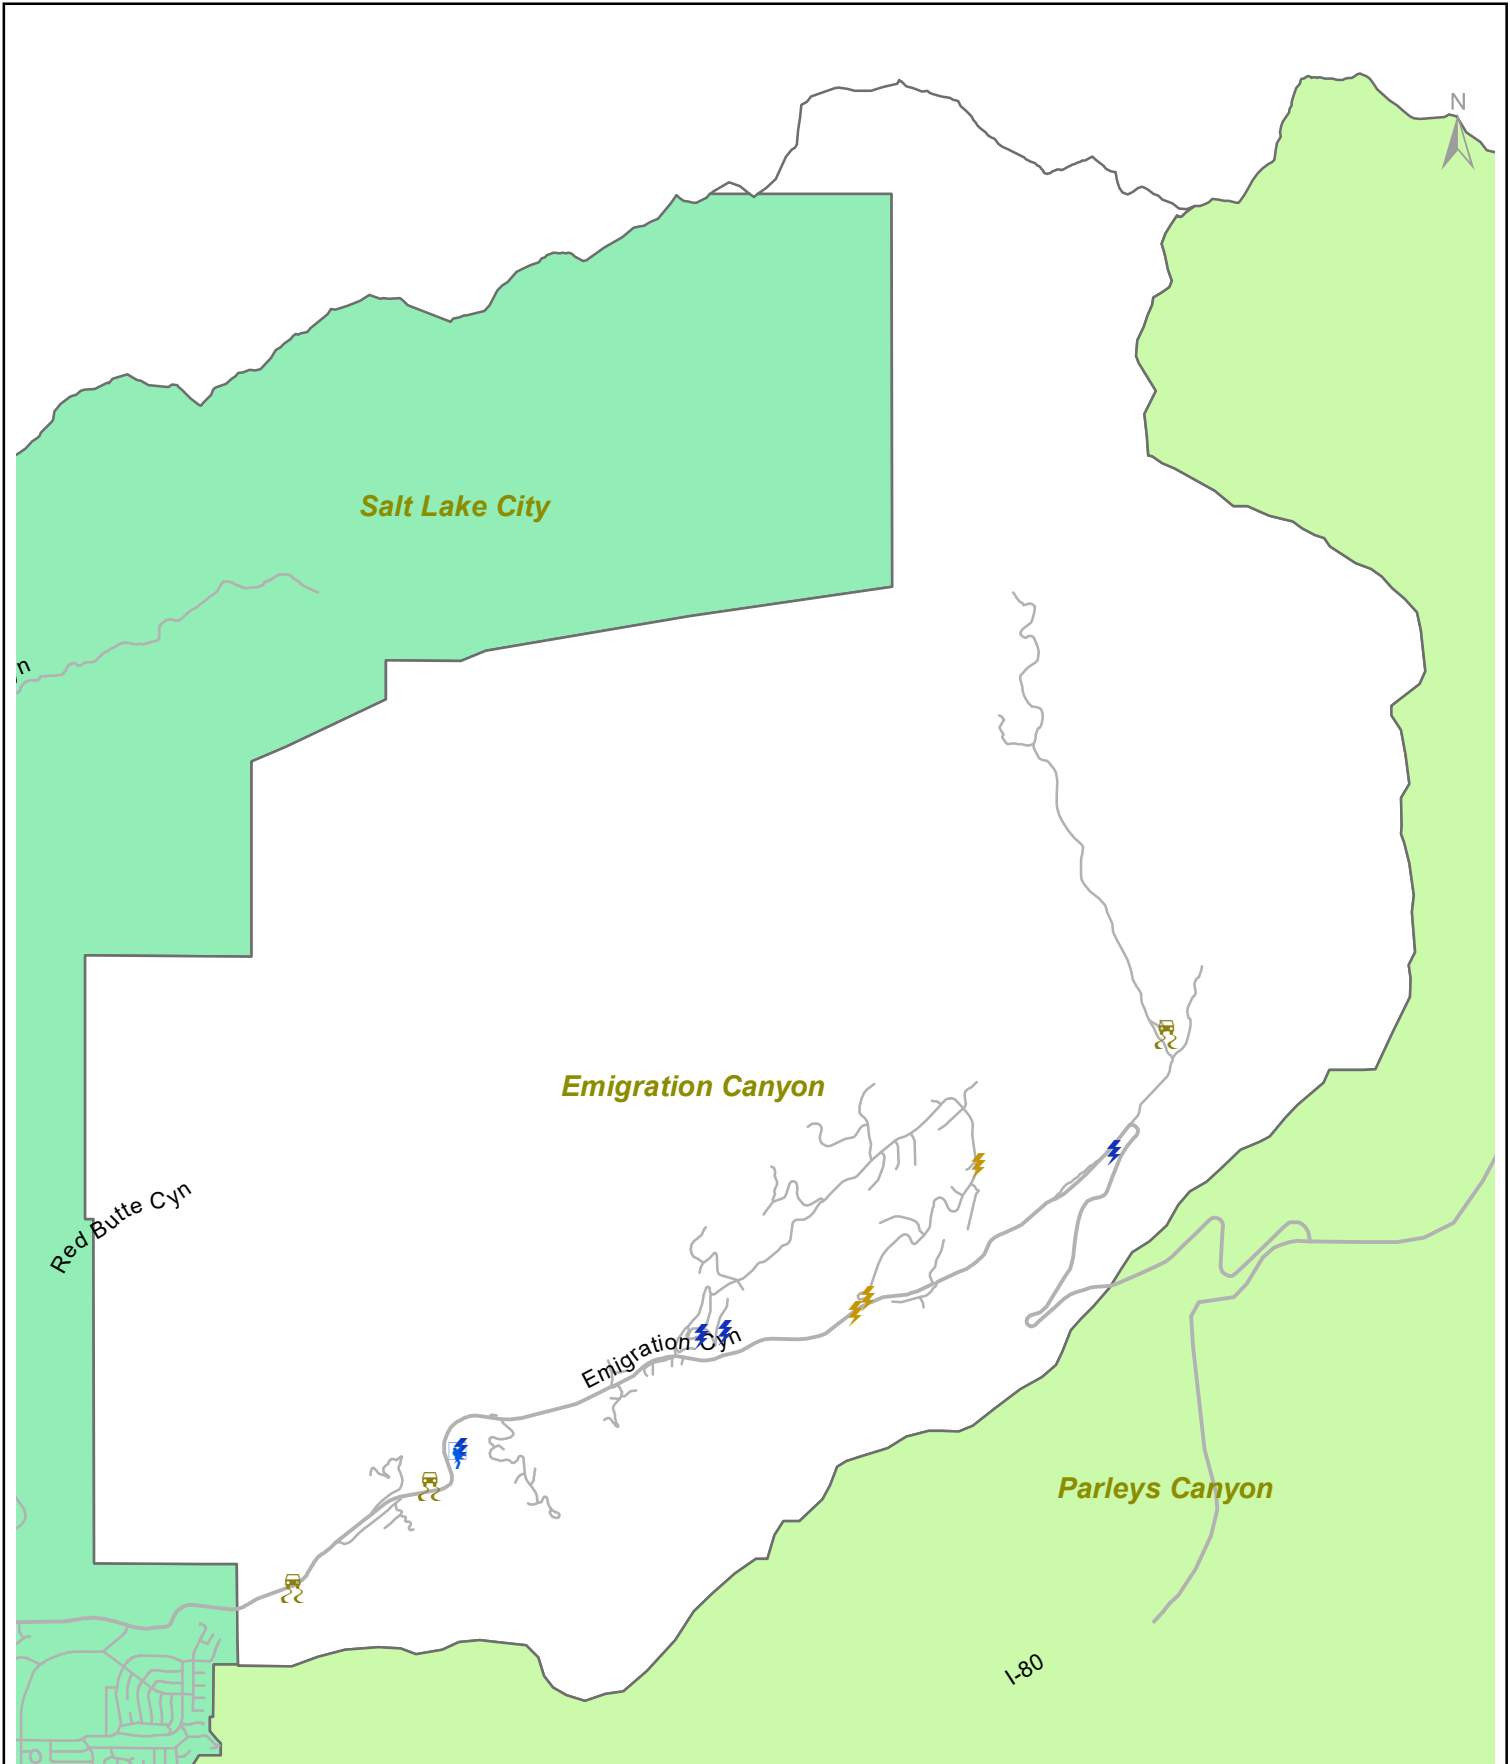 N
Salt Lake City
n
Emigration Canyon
Red Butte Cyn
Emigration Cyn
Parleys Canyon
I-80